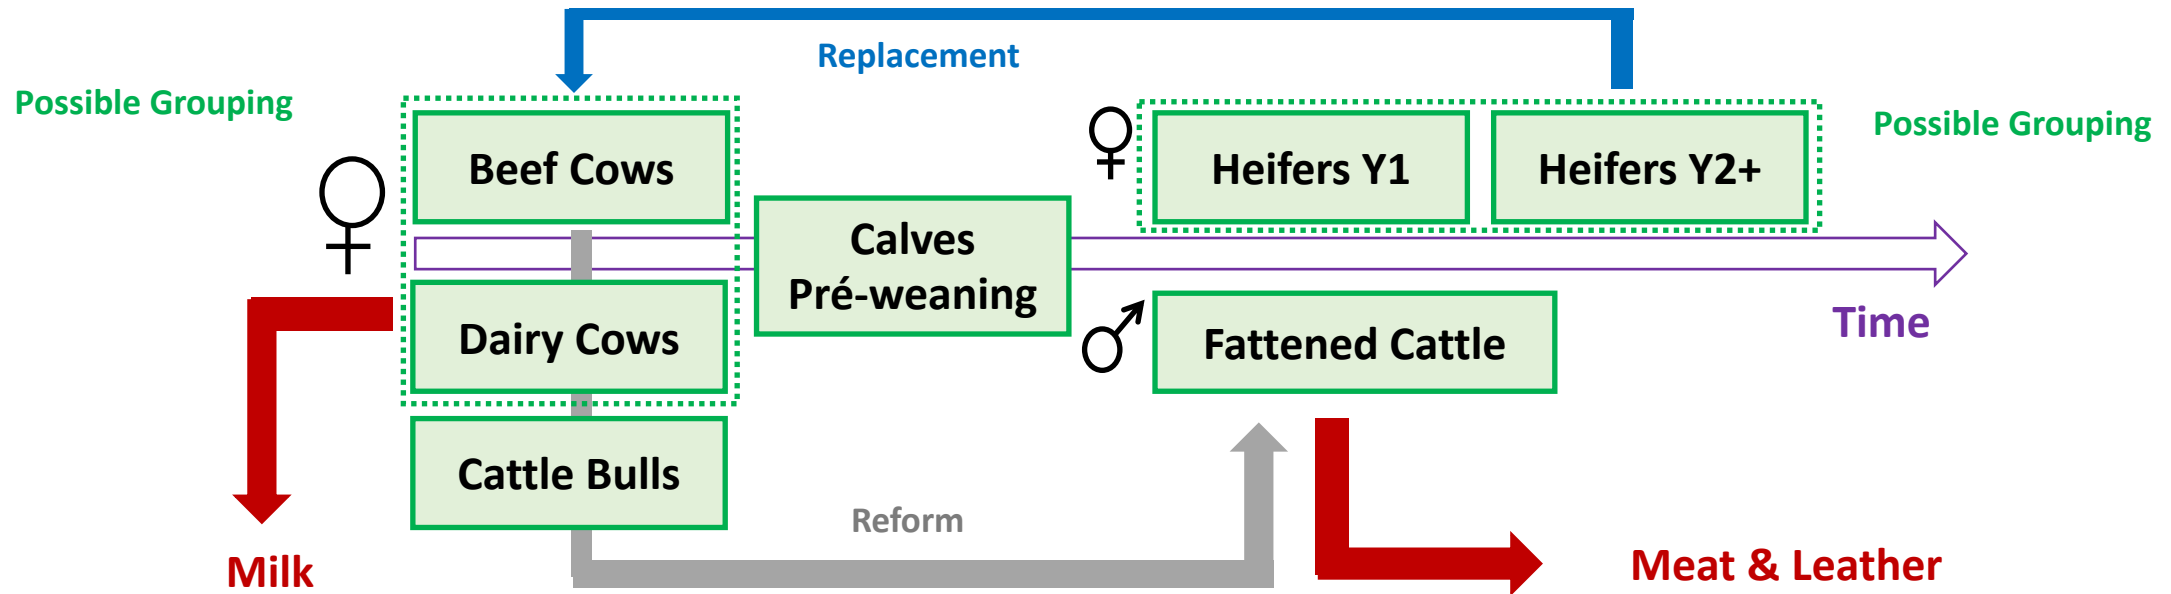 Replacement
Possible Grouping
Possible Grouping
Beef Cows
Heifers Y1
Heifers Y2+
Calves
Pré-weaning
Time
Dairy Cows
Fattened Cattle
Cattle Bulls
Reform
Milk
Meat & Leather